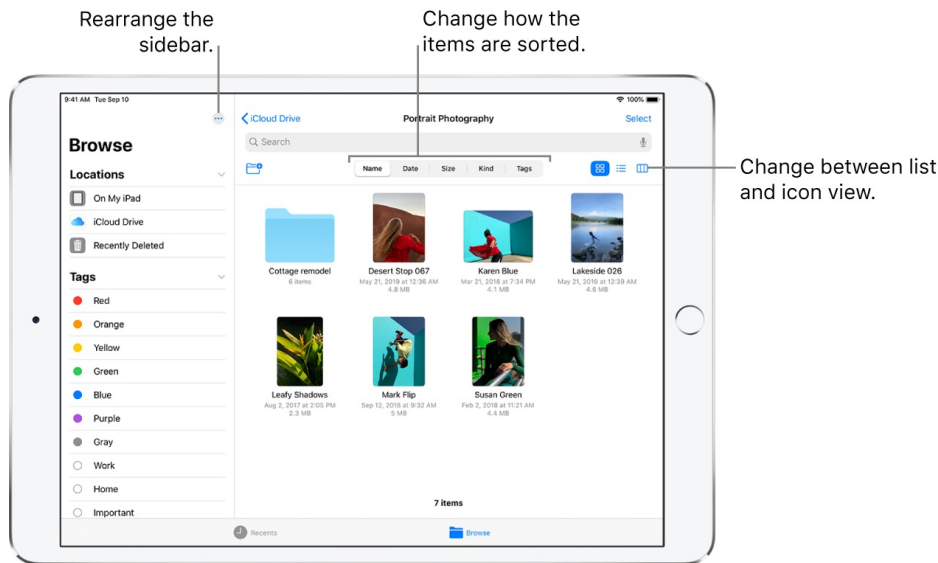 Rearrange the
sidebar.
Change how the
items are sorted.
9:41 AM Tue Sep 10
100%
iCloud Drive
Portrait Photography
Select
Browse
Search
Name Date Size Kind Tags
Change between list
and icon view.
Locations
On My iPad
iCloud Drive
Recently Deleted
Tags
Red
Orange
Yellow
Green
Blue
Purple
Gray
Work
Home
Important
Cottage remodel
6 items
Desert Stop 067
May 21, 2019 at 12:36 AM
4.8 MB
Karen Blue
Mar 21, 2018 at 7:34 PM
4.1 MB
Lakeside 026
May 21, 2019 at 12:39 AM
4.6 MB
Leafy Shadows
Aug 2, 2017 at 2:05 PM
2.3 MB
Mark Flip
Sep 12, 2018 at 9:32 AM
5 MB
Susan Green
Feb 2, 2018 at 11:21 AM
4.4 MB
7 items
Recents
Browse